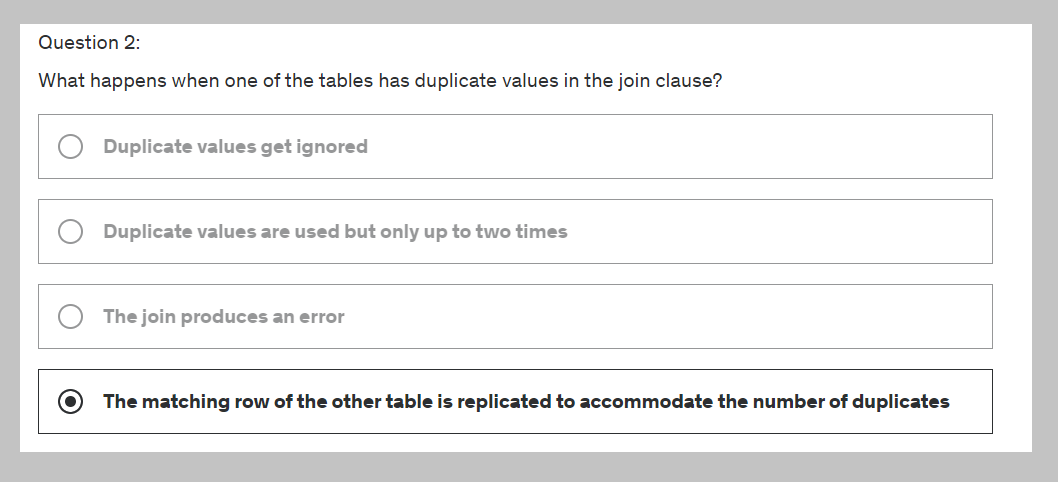 Question 2:
What happens when one of the tables has duplicate values in the join clause?
Duplicate values get ignored
Duplicate values are used but only up to two times
The join produces an error
The matching row of the other table is replicated to accommodate the number of duplicates